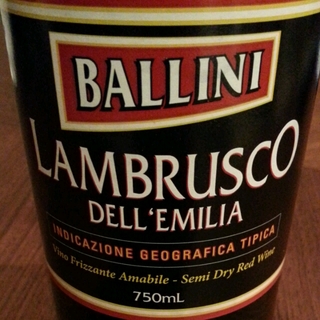 BALLINI
LAMBRUSCO
DELL'EMILIA
INDICAZIONE GEOGRAFICA TIPICA
Vino Frizzante Amabile - Semi Dry Red Wine
750mL